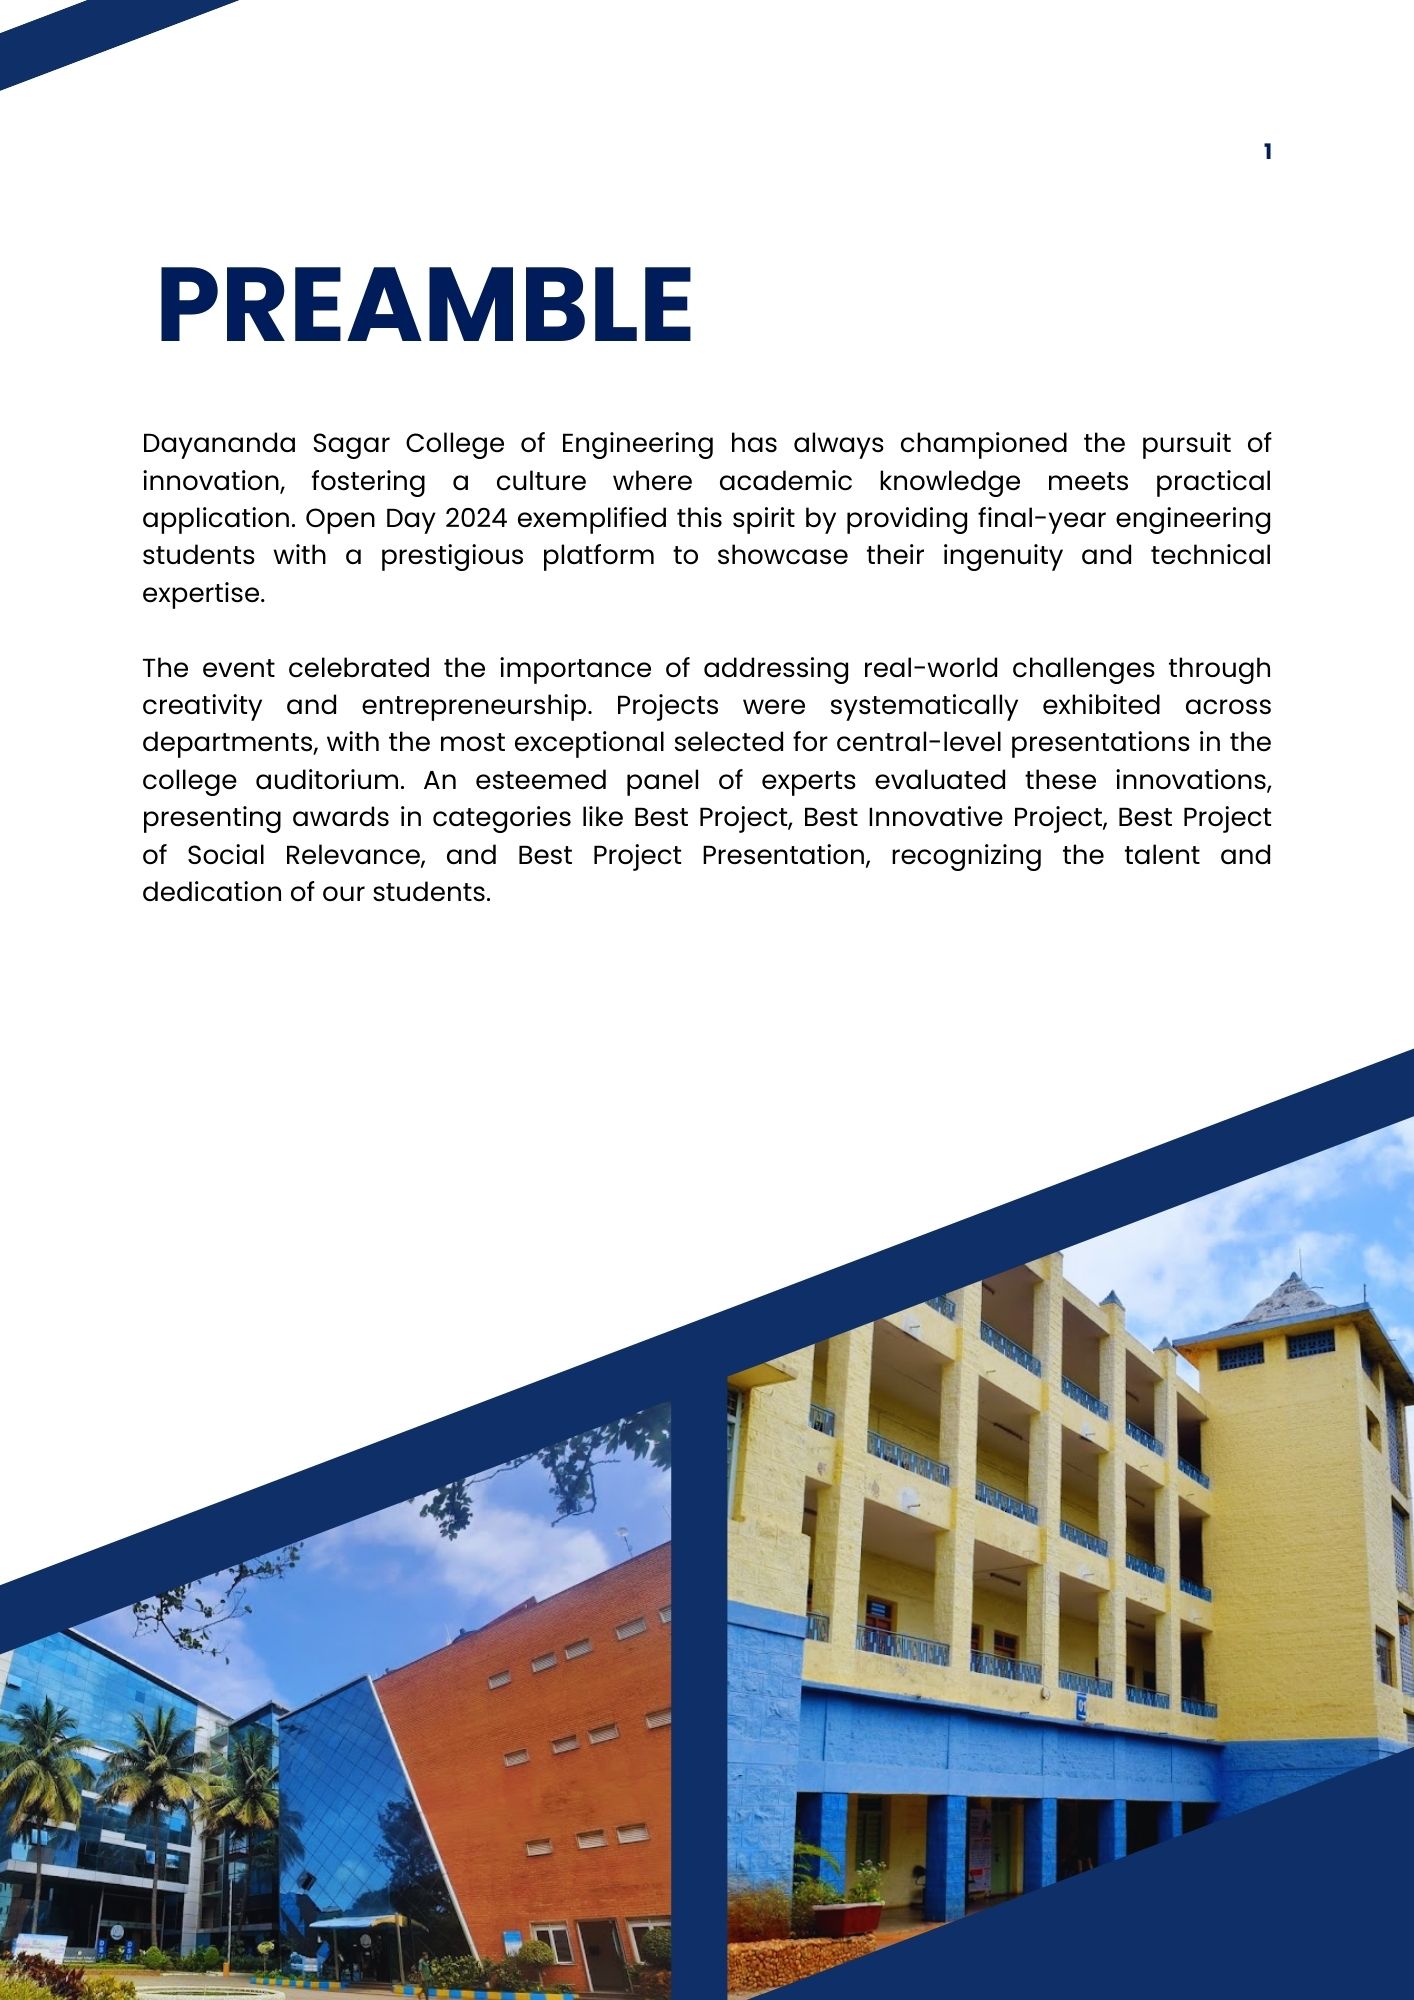 1
PREAMBLE
Dayananda Sagar College of Engineering has always championed the pursuit of
innovation, fostering a culture where academic knowledge meets practical
application. Open Day 2024 exemplified this spirit by providing final-year engineering
students with a prestigious platform to showcase their ingenuity and technical
expertise.
The event celebrated the importance of addressing real-world challenges through
creativity and entrepreneurship. Projects were systematically exhibited across
departments, with the most exceptional selected for central-level presentations in the
college auditorium. An esteemed panel of experts evaluated these innovations,
presenting awards in categories like Best Project, Best Innovative Project, Best Project
of Social Relevance, and Best Project Presentation, recognizing the talent and
dedication of our students.
01
DSU
DSU